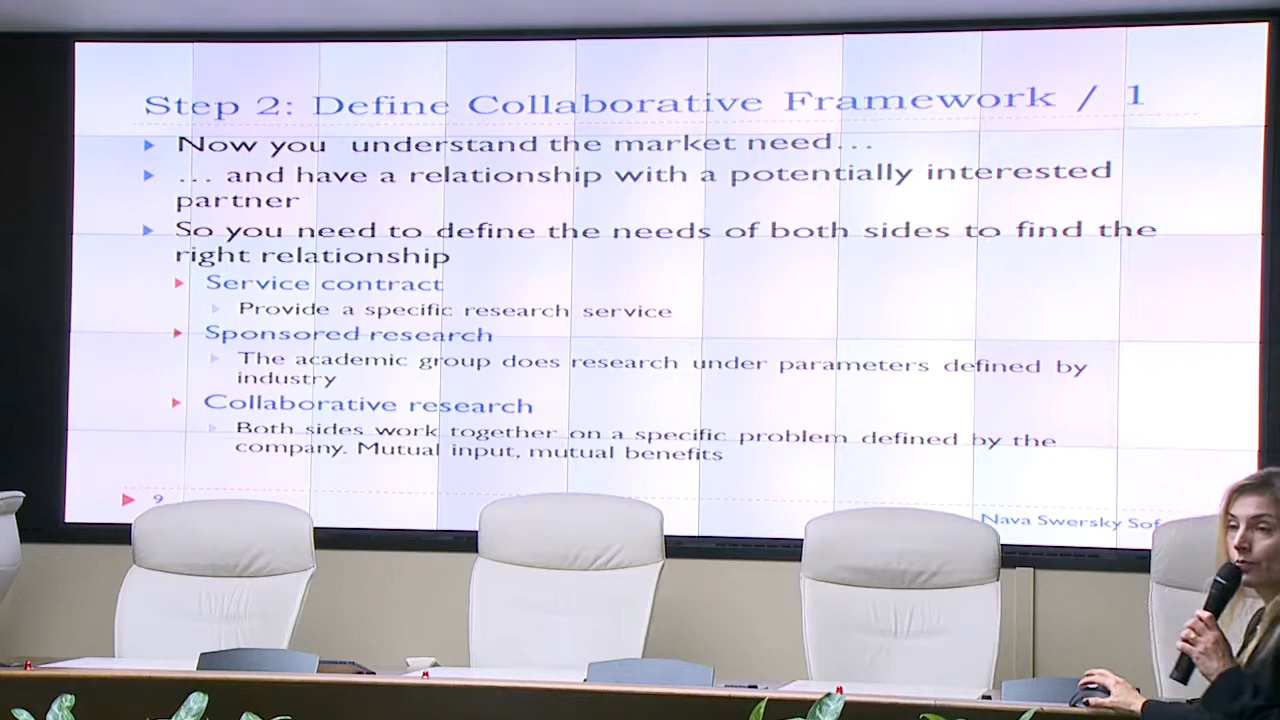 Step 2: Define Collaborative Framework / 1
Now you understand the market need...
... and have a relationship with a potentially interested
partner
So you need to define the needs of both sides to find the
right relationship
Service contract
Provide a specific research service
Sponsored research
The academic group does research under parameters defined by
industry
Collaborative research
Both sides work together on a specific problem defined by the
company. Mutual input, mutual benefits
9
Nava Swersky Sof